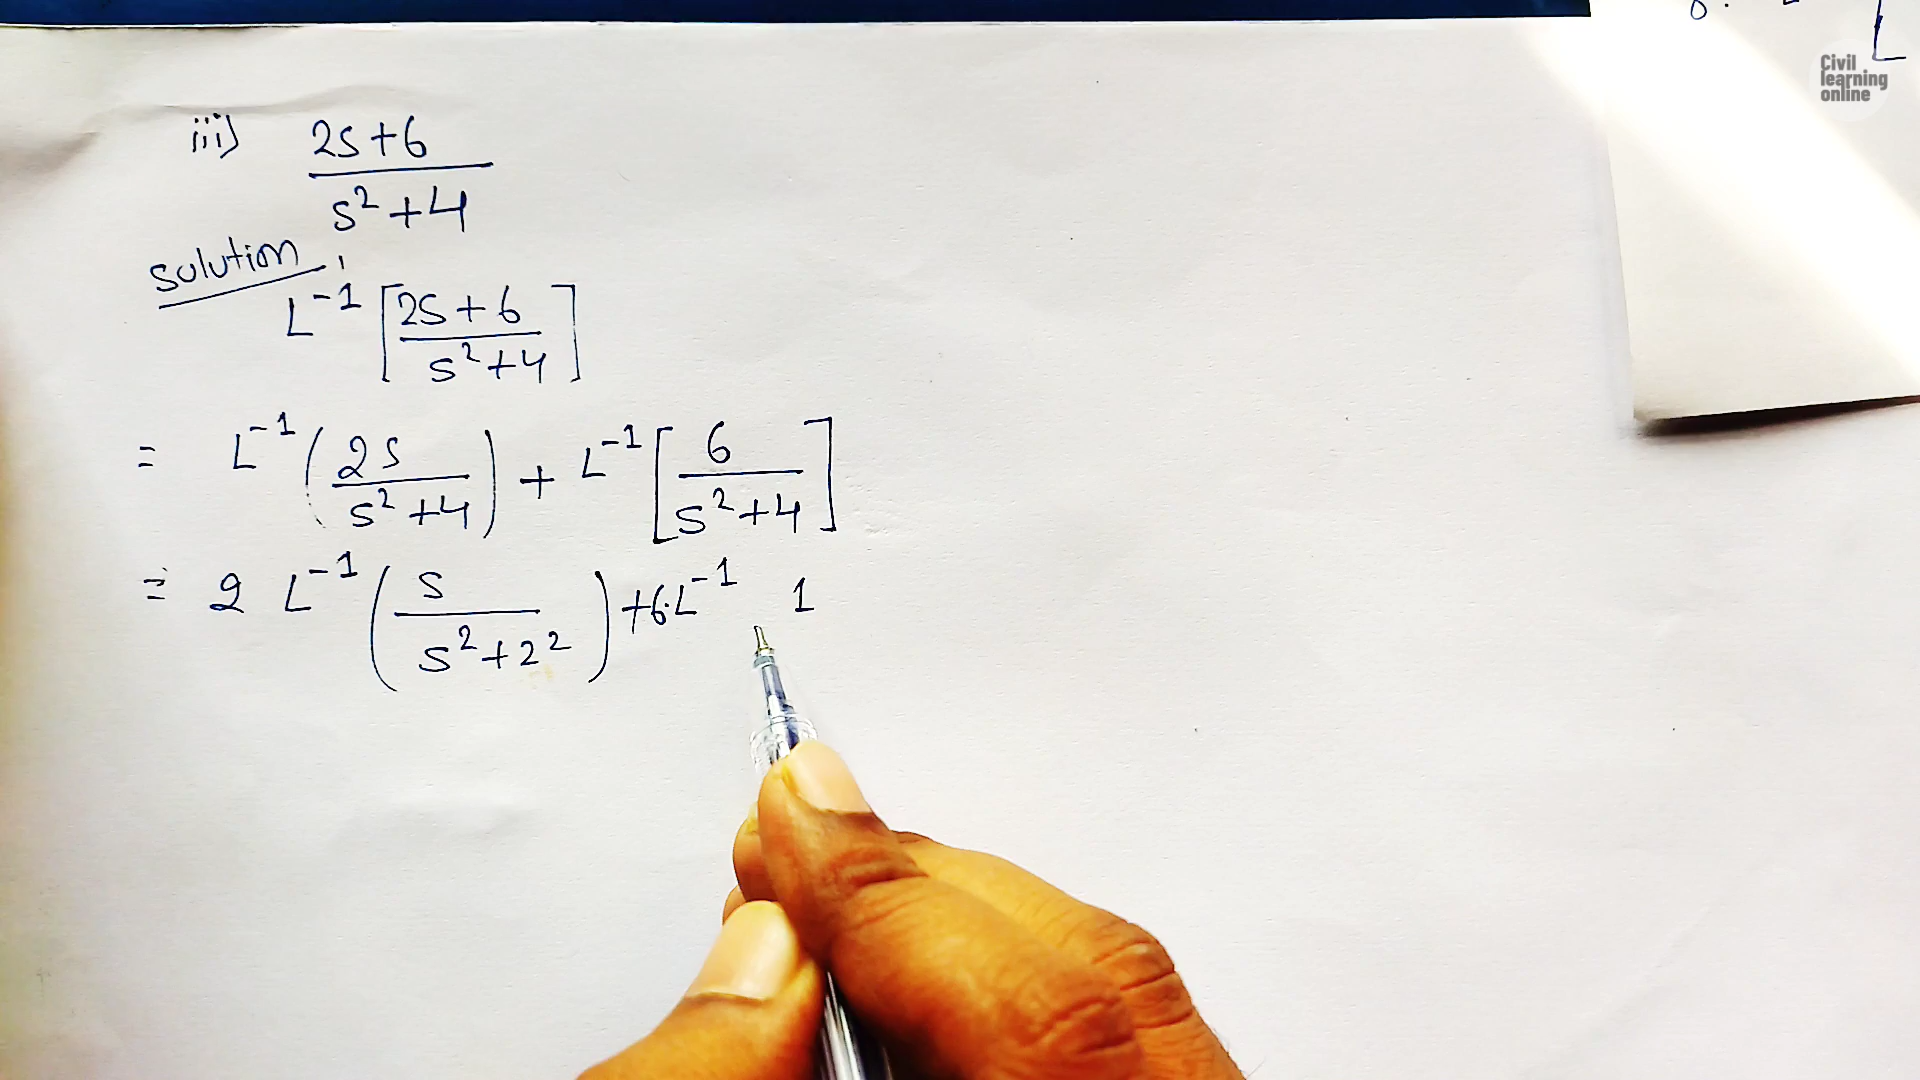 Civil
learning
online
iii) 2s+6
s²+4
solution
L⁻¹ [2s+6
s²+4]
= L⁻¹ (2s
s²+4) + L⁻¹ [6
s²+4]
= 2 L⁻¹ (s
s²+2²) +6.L⁻¹ 1